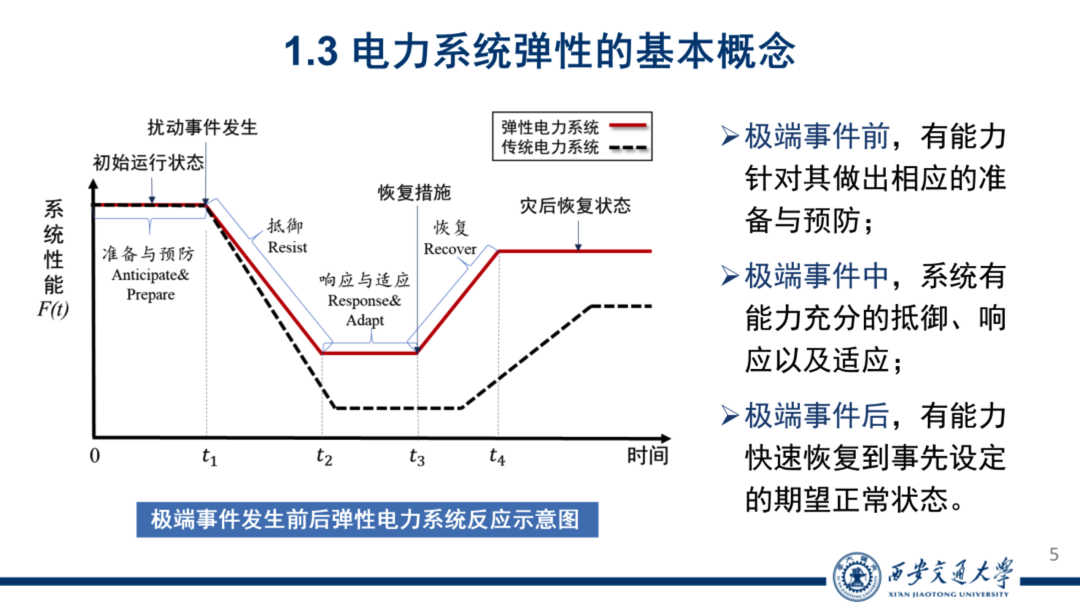 1.3 电力系统弹性的基本概念
扰动事件发生
初始运行状态
弹性电力系统
传统电力系统
系统性能
F(t)
准备与预防
Anticipate&
Prepare
抵御
Resist
响应与适应
Response&
Adapt
恢复措施
恢复
Recover
灾后恢复状态
0
t1
t2
t3
t4
时间
极端事件发生前后弹性电力系统反应示意图
➢极端事件前，有能力
针对其做出相应的准
备与预防；
➢极端事件中，系统有
能力充分的抵御、响
应以及适应；
➢极端事件后，有能力
快速恢复到事先设定
的期望正常状态。
5
西安交通大学
XI'AN JIAOTONG UNIVERSITY